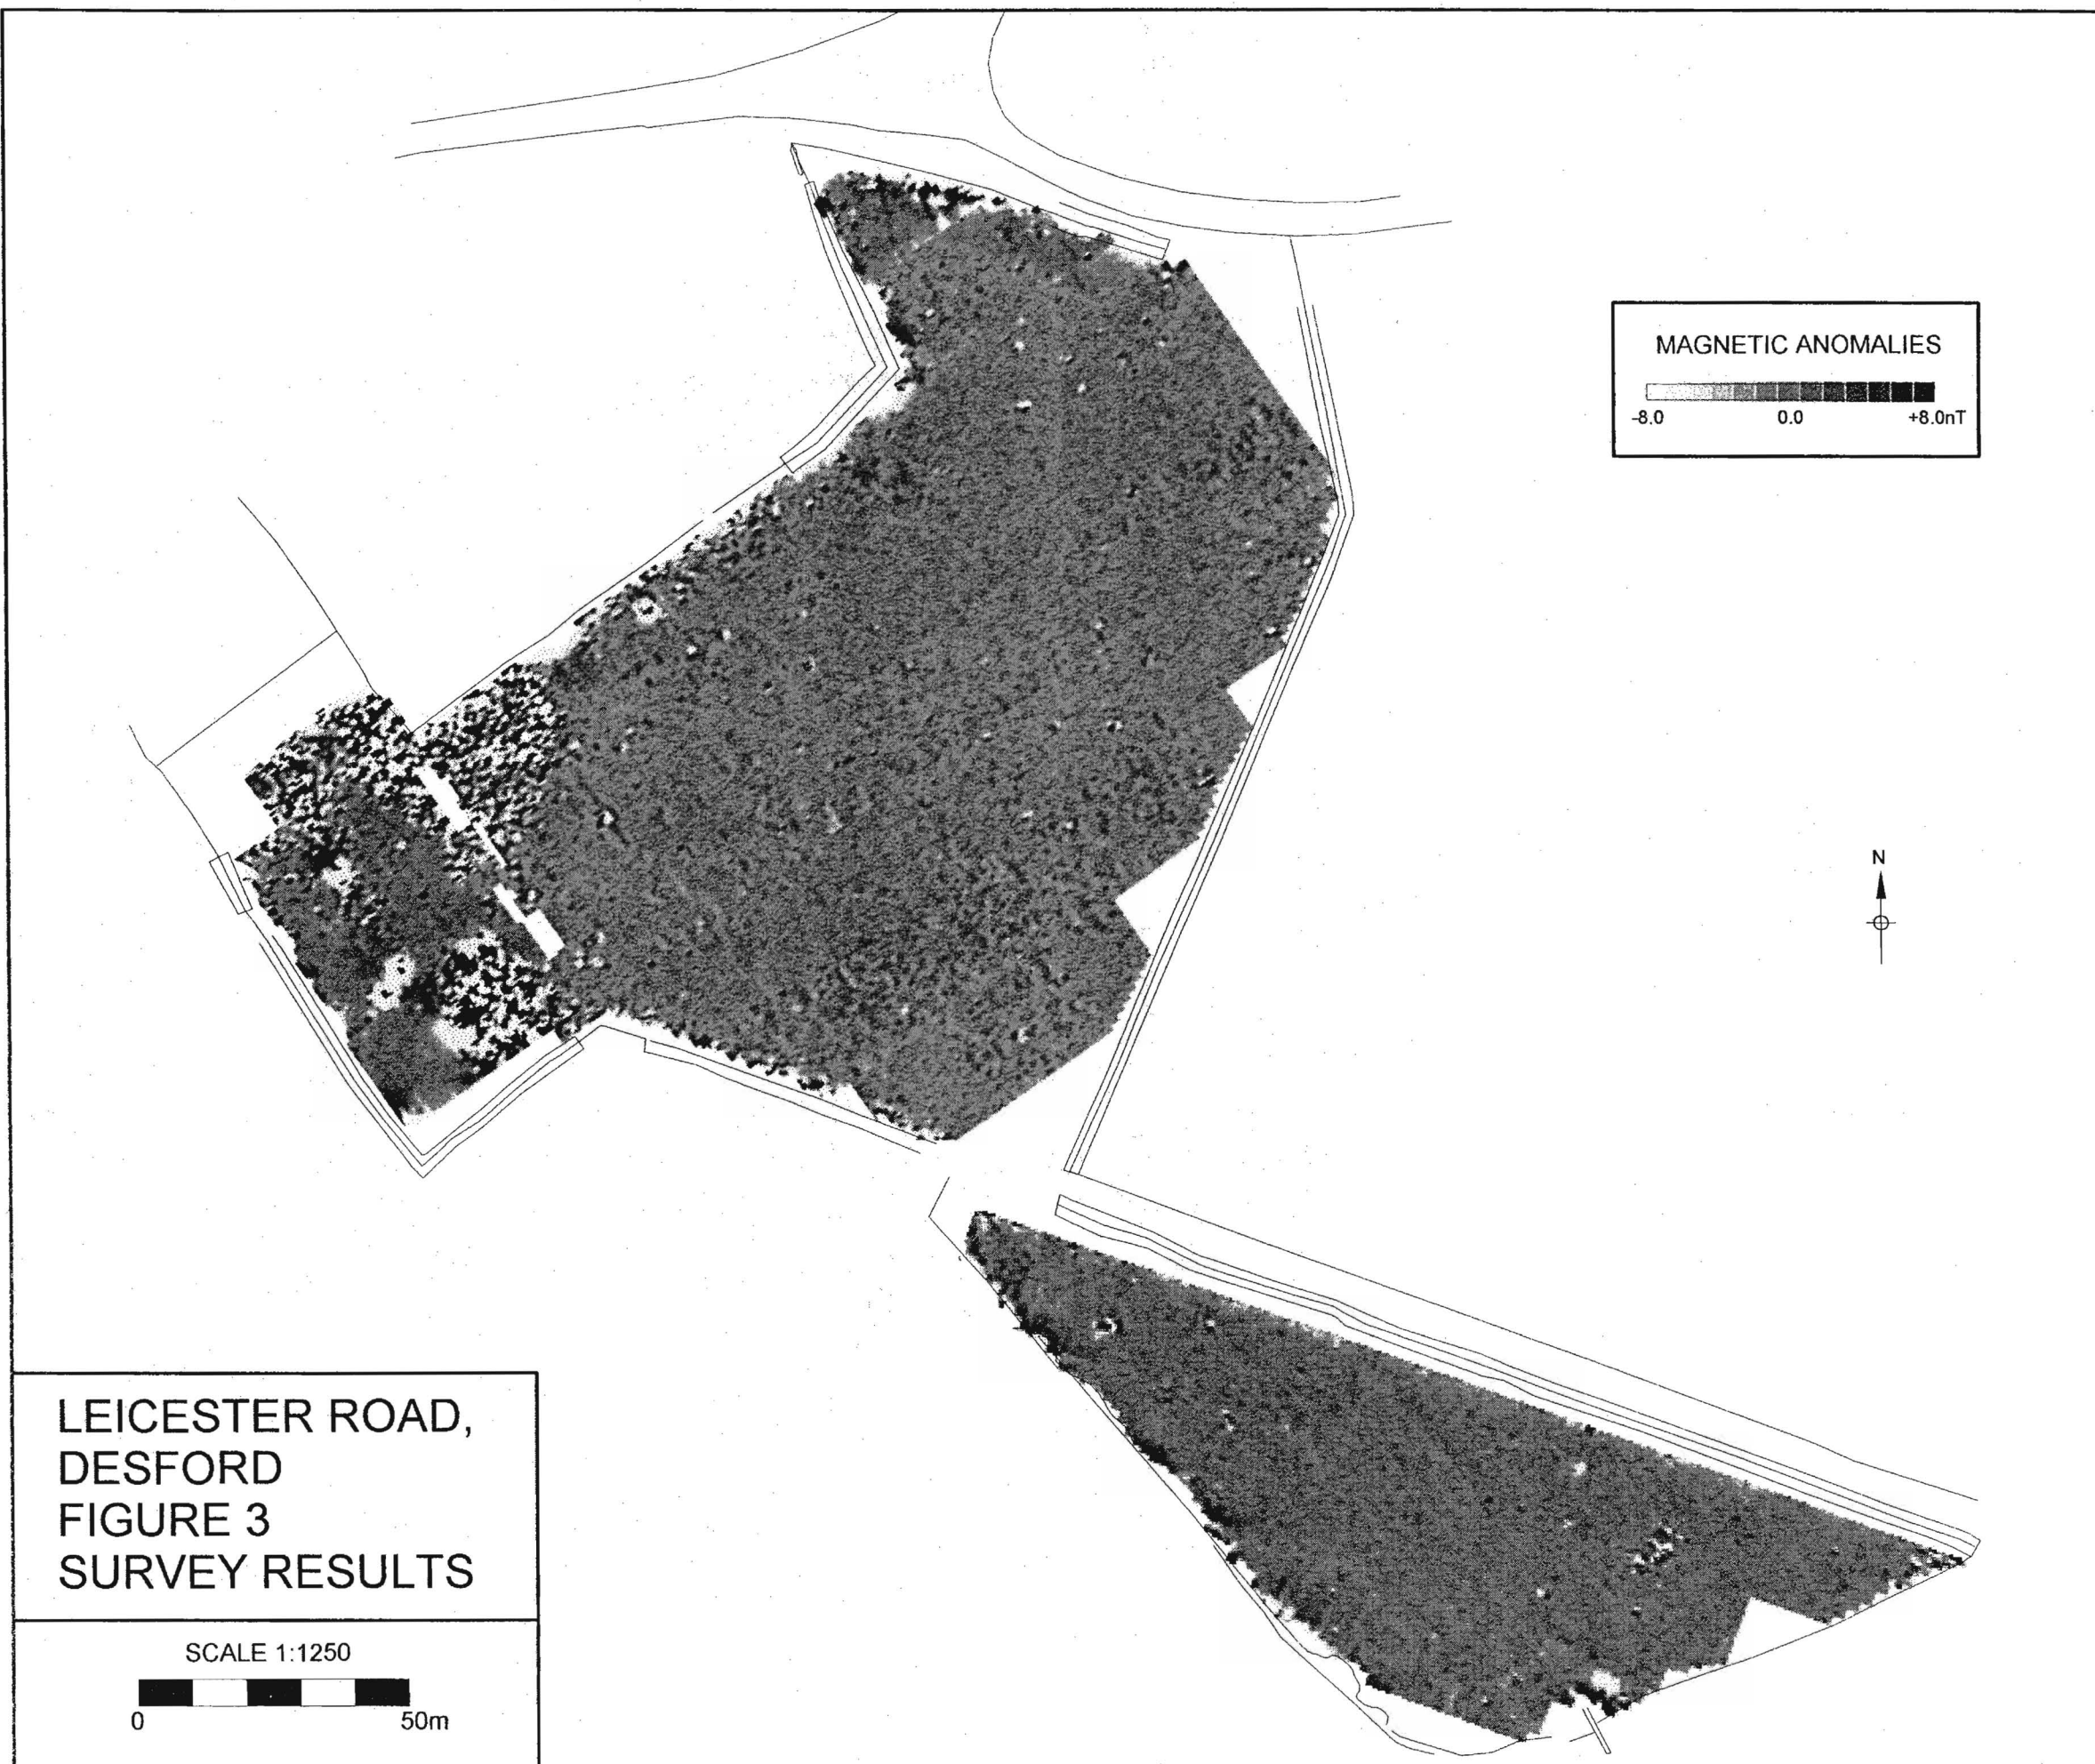 MAGNETIC ANOMALIES
-8.0 0.0 +8.0nT
N
LEICESTER ROAD,
DESFORD
FIGURE 3
SURVEY RESULTS
SCALE 1:1250
0 50m